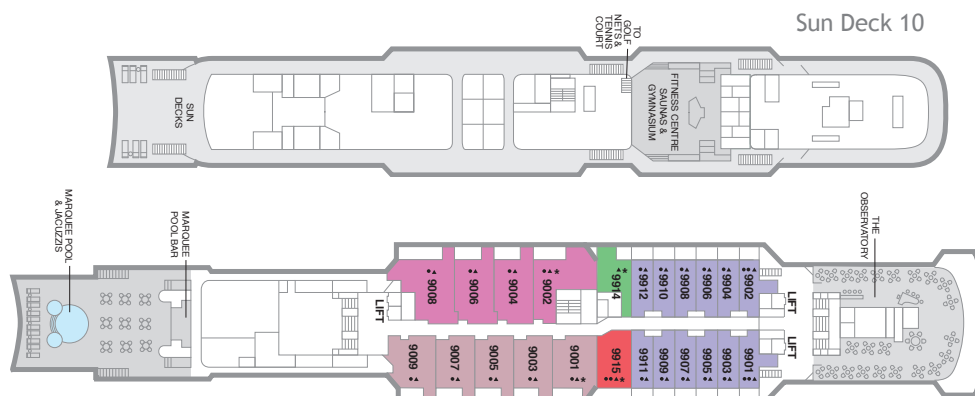 Sun Deck 10
TO
GOLF
NETS &
TENNIS
COURT
SUN
DECKS
FITNESS CENTRE
SAUNAS &
GYMNASIUM
MARQUEE POOL
& JACUZZIS
MARQUEE
POOL BAR
THE
OBSERVATORY
LIFT
9008
9006
9004
9002
9914
9912
9910
9908
9906
9904
9902
LIFT
9009
9007
9005
9003
9001
9915
9911
9909
9907
9905
9903
9901
LIFT